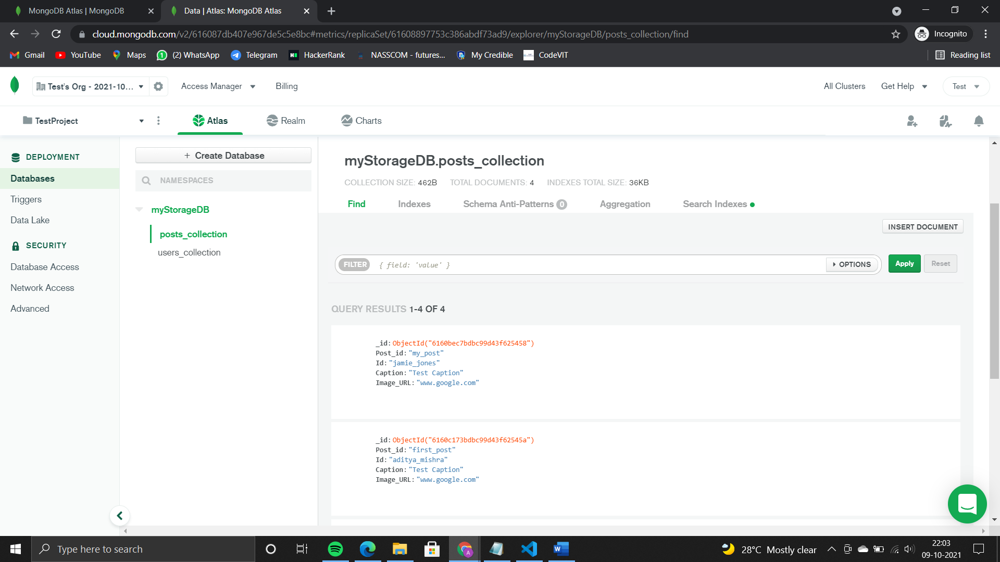 MongoDB Atlas | MongoDB
Data | Atlas: MongoDB Atlas
cloud.mongodb.com/v2/616087db407e967de5c5e8bc#metrics/replicaSet/61608897753c386abdf73ad9/explorer/myStorageDB/posts_collection/find
Incognito
Gmail
YouTube
Maps
(2) WhatsApp
Telegram
HackerRank
NASSCOM - futures...
My Credible
CodeVIT
Reading list
Test's Org - 2021-10...
Access Manager
Billing
All Clusters
Get Help
Test
TestProject
Atlas
Realm
Charts
DEPLOYMENT
Databases
Triggers
Data Lake
SECURITY
Database Access
Network Access
Advanced
+ Create Database
NAMESPACES
myStorageDB
posts_collection
users_collection
myStorageDB.posts_collection
COLLECTION SIZE: 462B TOTAL DOCUMENTS: 4 INDEXES TOTAL SIZE: 36KB
Find
Indexes
Schema Anti-Patterns 0
Aggregation
Search Indexes
INSERT DOCUMENT
FILTER { field: 'value' }
OPTIONS
Apply
Reset
QUERY RESULTS 1-4 OF 4
_id: ObjectId("6160bec7bdbc99d43f625458")
Post_id: "my_post"
Id: "jamie_jones"
Caption: "Test Caption"
Image_URL: "www.google.com"
_id: ObjectId("6160c173bdbc99d43f62545a")
Post_id: "first_post"
Id: "aditya_mishra"
Caption: "Test Caption"
Image_URL: "www.google.com"
Type here to search
28°C Mostly clear
22:03
09-10-2021